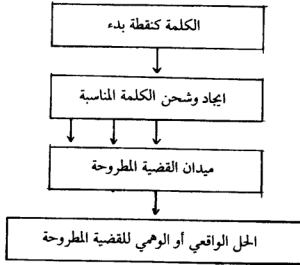 الكلمة كنقطة بدء
ايجاد وشحن الكلمة المناسبة
ميدان القضية المطروحة
الحل الواقعي أو الوهمي للقضية المطروحة